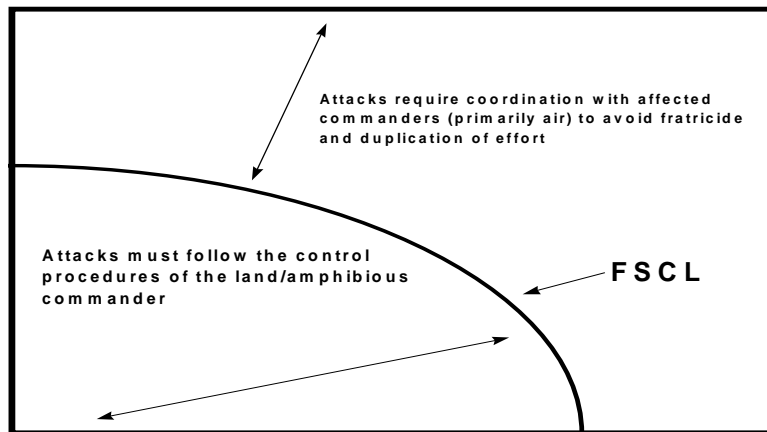 Attacks require coordination with affected
commanders (primarily air) to avoid fratricide
and duplication of effort
Attacks must follow the control
procedures of the land/amphibious
commander
FSCL